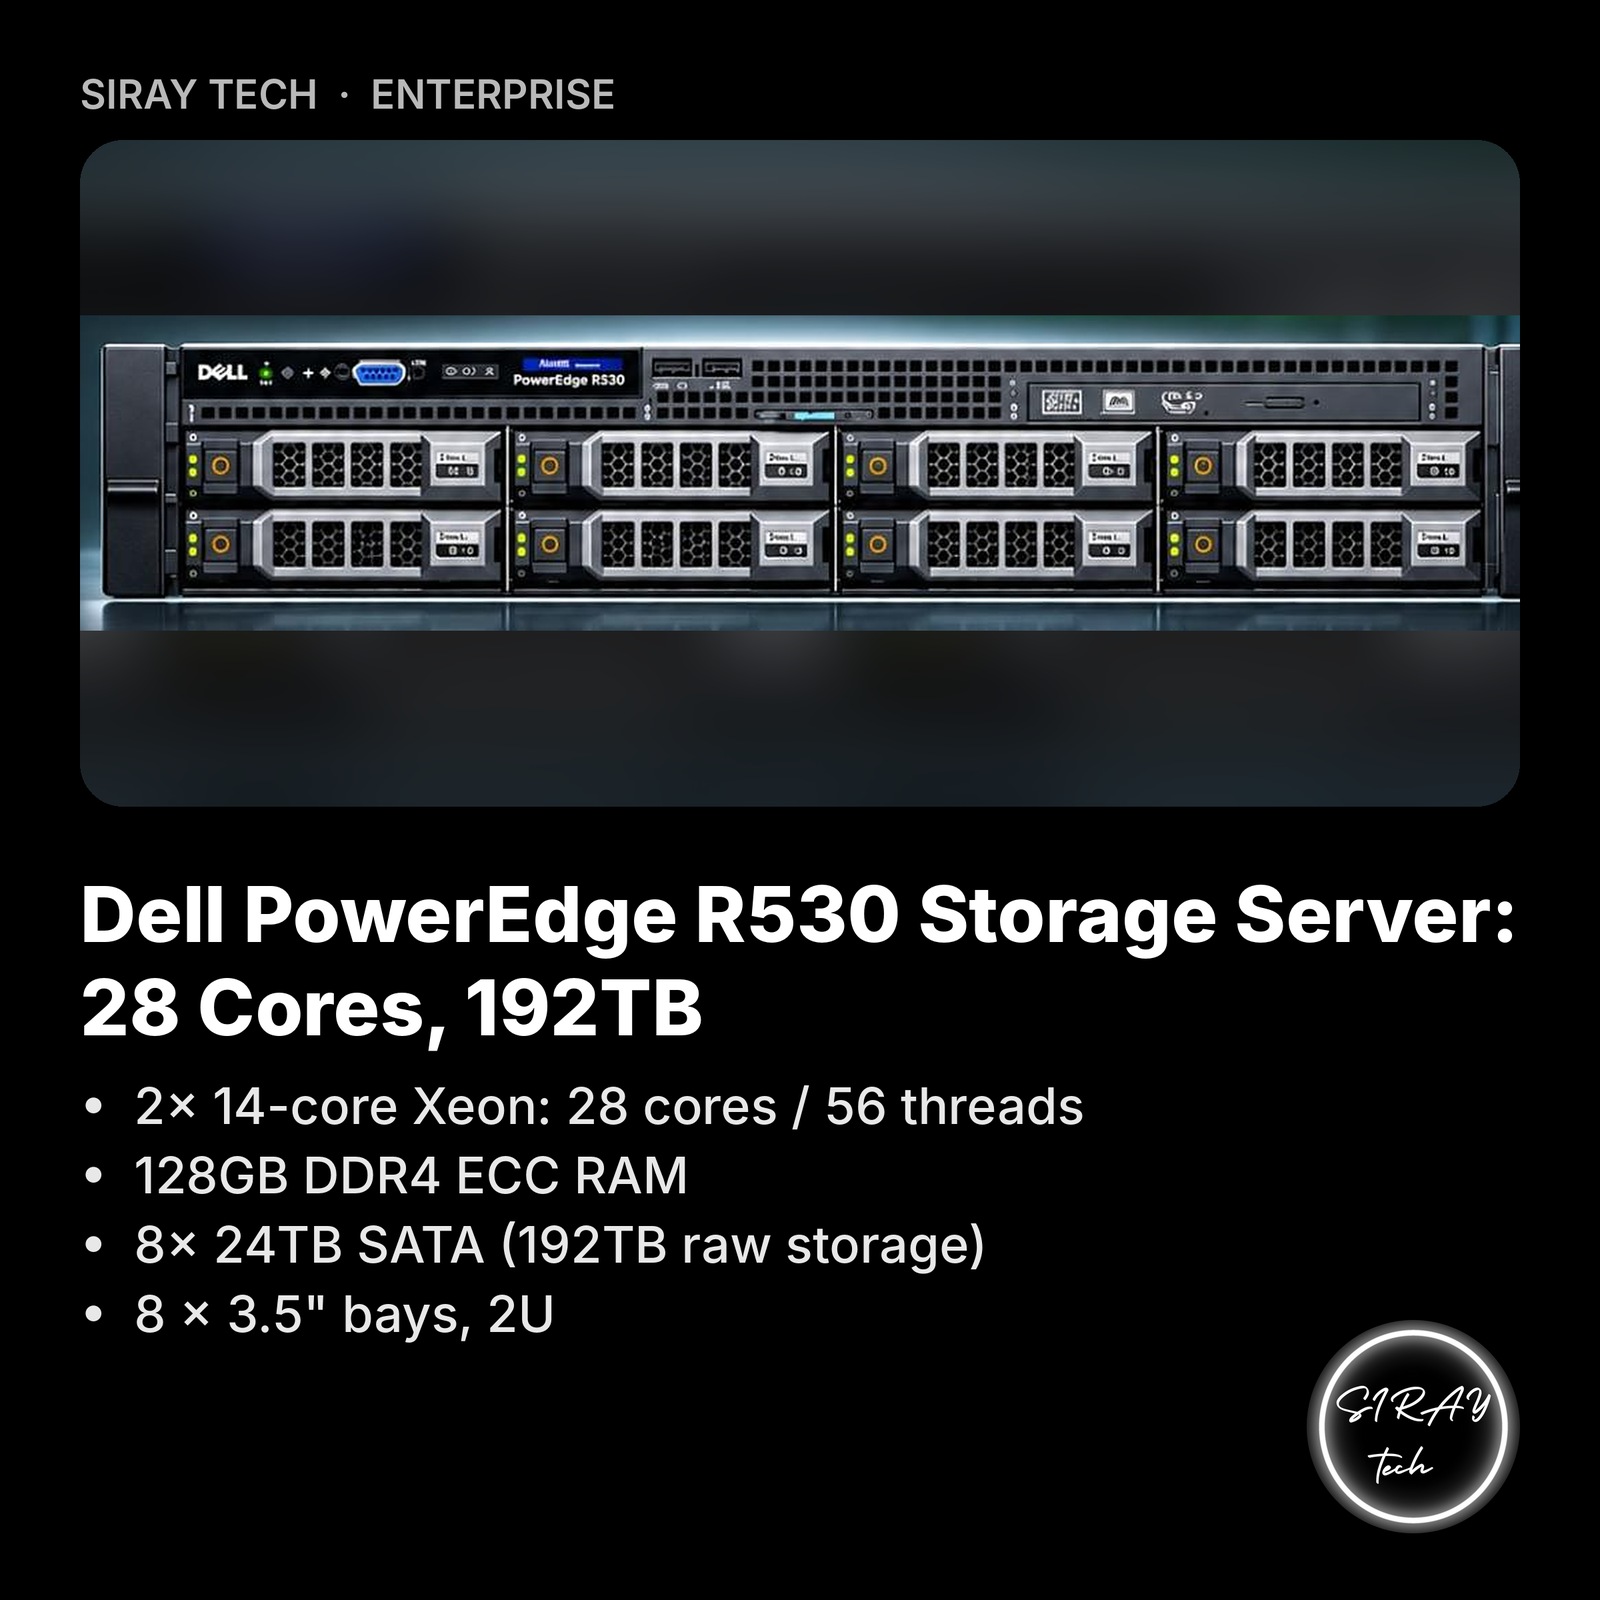 SIRAY TECH · ENTERPRISE
DELL
PowerEdge R530
Dell PowerEdge R530 Storage Server:
28 Cores, 192TB
• 2× 14-core Xeon: 28 cores / 56 threads
• 128GB DDR4 ECC RAM
• 8× 24TB SATA (192TB raw storage)
• 8 × 3.5" bays, 2U
SIRAY
tech